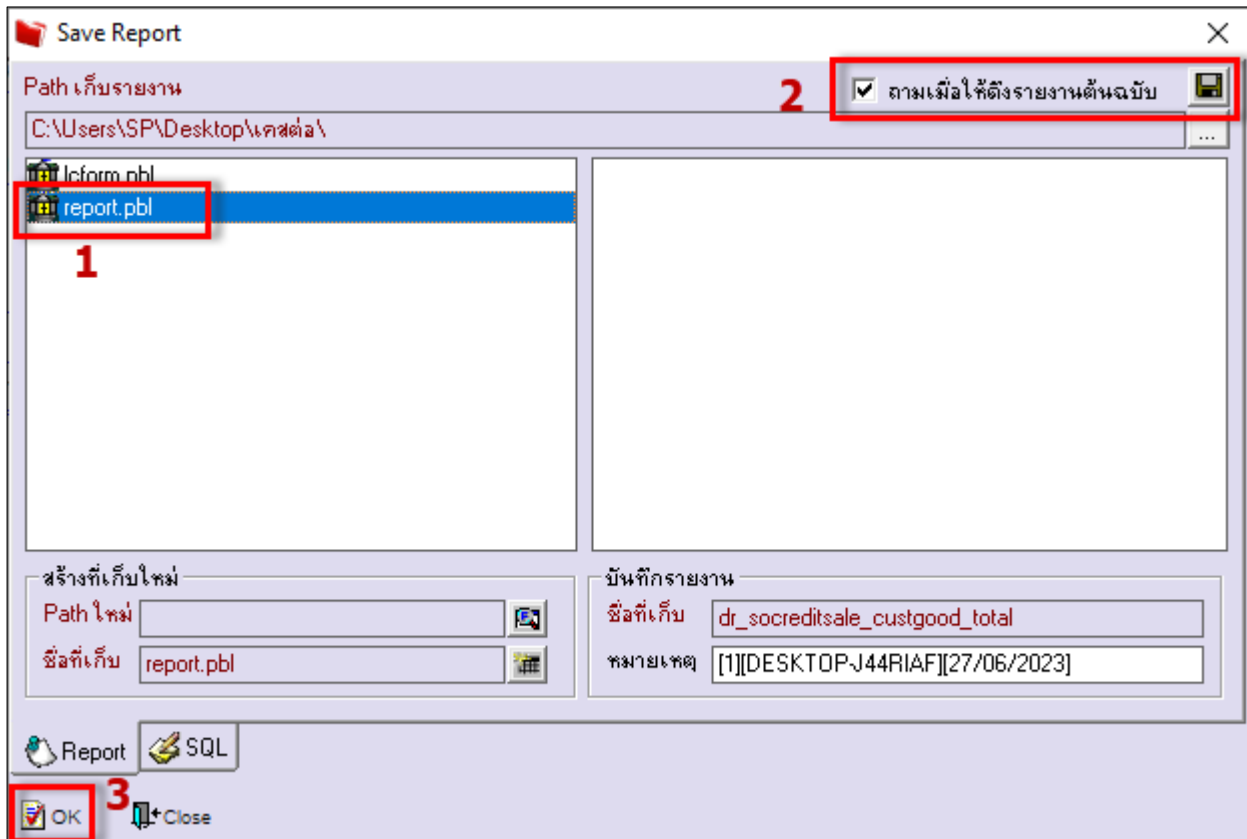 Save Report
Path เก็บรายงาน
2
ถามเมื่อให้ดึงรายงานต้นฉบับ
C:\Users\SP\Desktop\เคสต่อ\
...
lcform.pbl
report.pbl
1
สร้างที่เก็บใหม่
Path ใหม่
ชื่อที่เก็บ report.pbl
บันทึกรายงาน
ชื่อที่เก็บ dr_socreditsale_custgood_total
หมายเหตุ [1][DESKTOP-J44RIAF][27/06/2023]
Report SQL
OK 3 Close